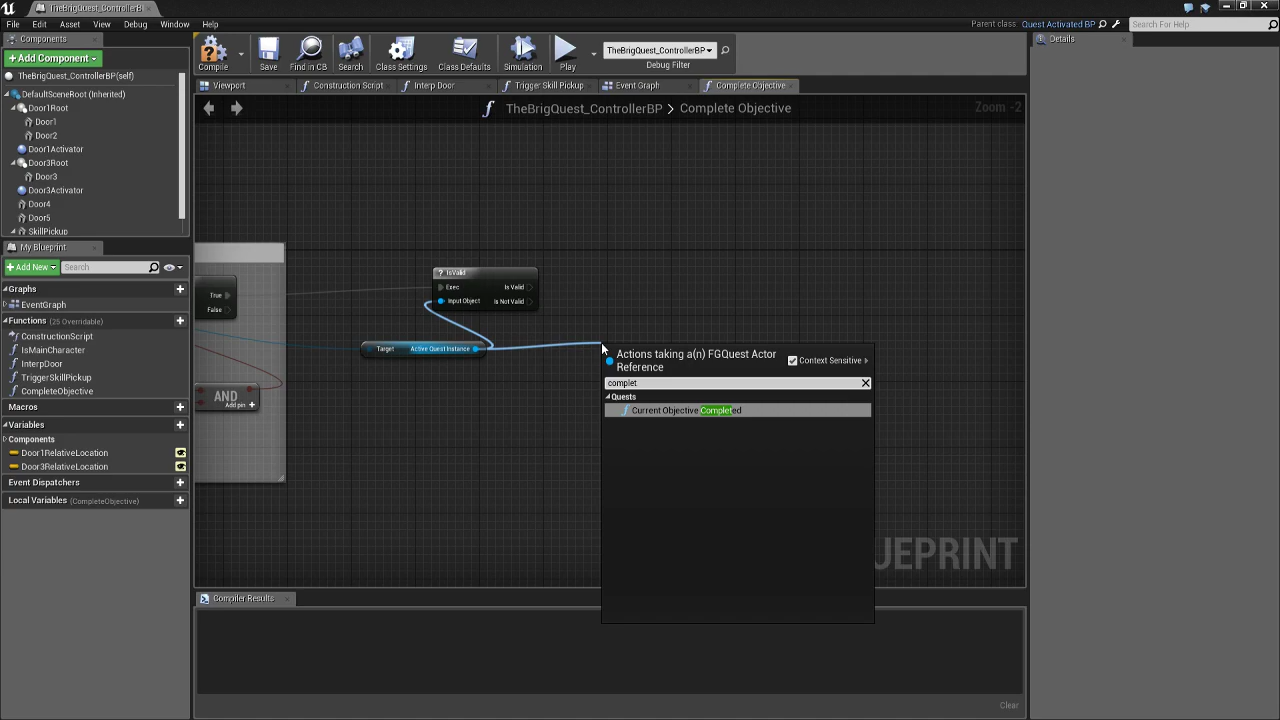 TheBrigQuest_ControllerBP
File Edit Asset View Debug Window Help
Parent class: Quest Activated BP
Search For Help
Components
Details
+Add Component
TheBrigQuest_ControllerBP(self)
DefaultSceneRoot (Inherited)
Door1Root
Door1
Door2
Door1Activator
Door3Root
Door3
Door3Activator
Door4
Door5
SkillPickup
Compile Save Find in CB Search Class Settings Class Defaults Simulation Play
TheBrigQuest_ControllerBP
Debug Filter
Viewport Construction Script Interp Door Trigger Skill Pickup Event Graph Complete Objective
TheBrigQuest_ControllerBP > Complete Objective
Zoom -2
My Blueprint
+Add New Search
Graphs
EventGraph
Functions (25 Overridable)
ConstructionScript
IsMainCharacter
InterpDoor
TriggerSkillPickup
CompleteObjective
Macros
Variables
Components
Door1RelativeLocation
Door3RelativeLocation
Event Dispatchers
Local Variables (CompleteObjective)
True
False
? IsValid
Exec Is Valid
Input Object Is Not Valid
Target Active Quest Instance
AND
Add pin +
Actions taking a(n) FGQuest Actor
Reference
Context Sensitive
complet
Quests
Current Objective Completed
UEPRINT
Compiler Results
Clear